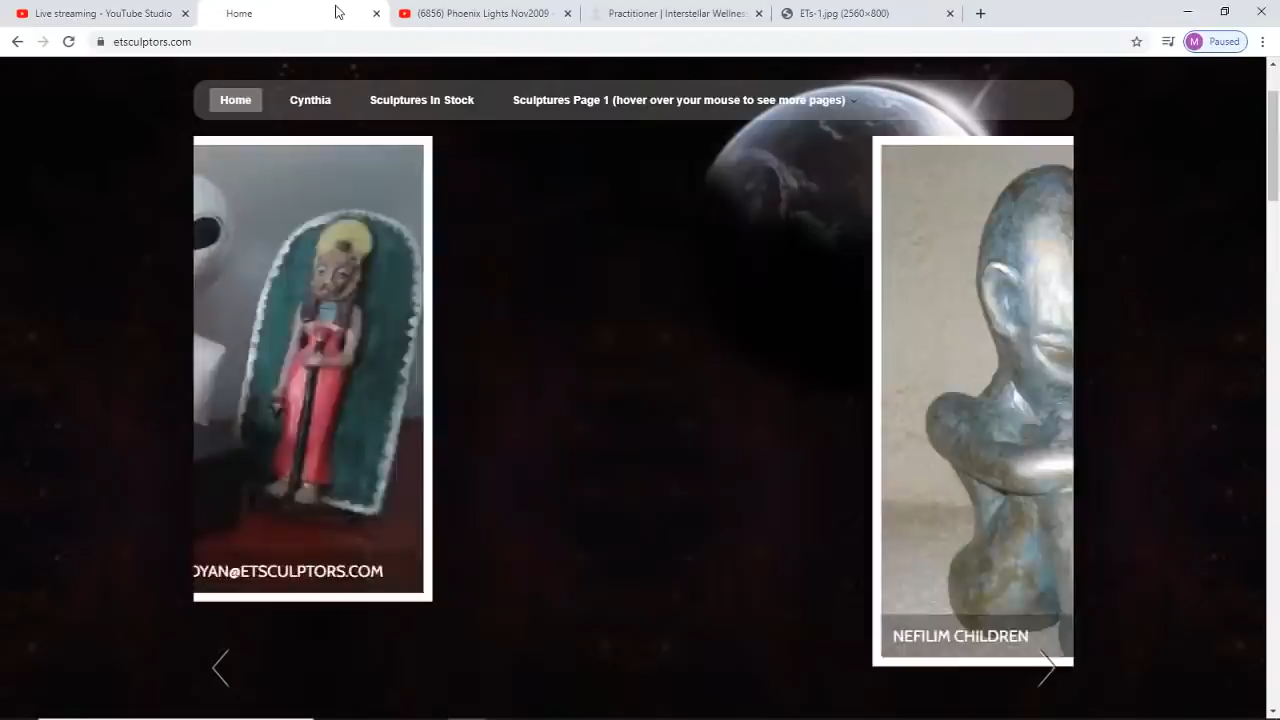 Live streaming - YouTube Studio
Home
(6856) Phoenix Lights Nov2009 -
Practitioner | Interstellar Wellnes
ETs-1.jpg (2560×800)
etsculptors.com
M Paused
Home
Cynthia
Sculptures In Stock
Sculptures Page 1 (hover over your mouse to see more pages)
OYAN@ETSCULPTORS.COM
NEFILIM CHILDREN